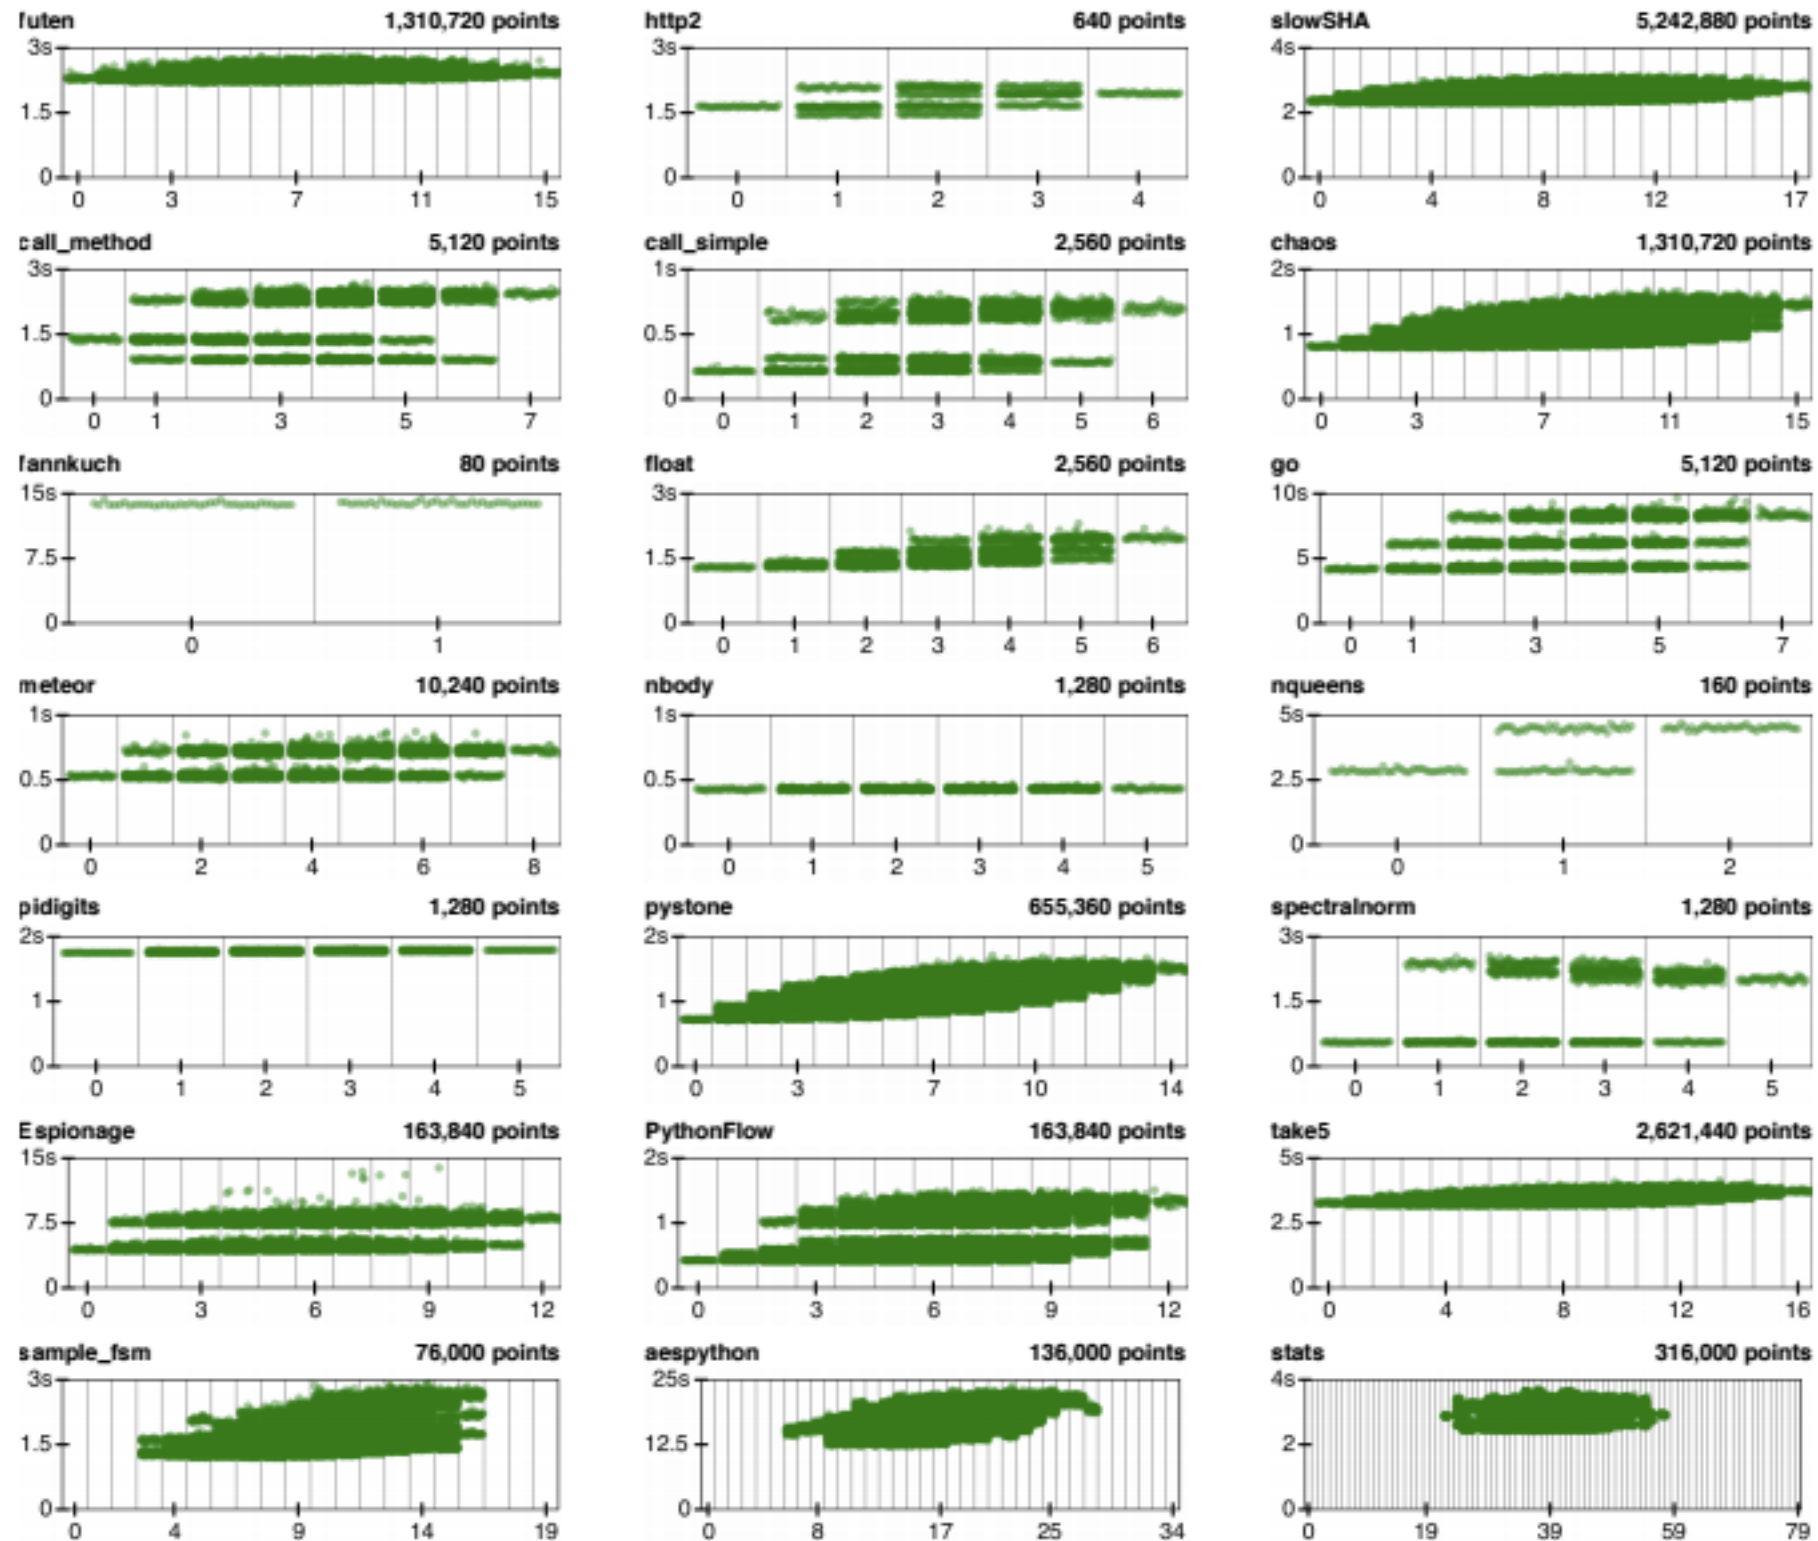 futen 1,310,720 points http2 640 points slowSHA 5,242,880 points
3s 3s 4s
1.5 1.5 2
0 0 0
0 3 7 11 15 0 1 2 3 4 0 4 8 12 17
call_method 5,120 points call_simple 2,560 points chaos 1,310,720 points
3s 1s 2s
1.5 0.5 1
0 0 0
0 1 3 5 7 0 1 2 3 4 5 6 0 3 7 11 15
fannkuch 80 points float 2,560 points go 5,120 points
15s 3s 10s
7.5 1.5 5
0 0 0
0 1 0 1 2 3 4 5 6 0 1 3 5 7
meteor 10,240 points nbody 1,280 points nqueens 160 points
1s 1s 5s
0.5 0.5 2.5
0 0 0
0 2 4 6 8 0 1 2 3 4 5 0 1 2
pidigits 1,280 points pystone 655,360 points spectralnorm 1,280 points
2s 2s 3s
1 1 1.5
0 0 0
0 1 2 3 4 5 0 3 7 10 14 0 1 2 3 4 5
Espionage 163,840 points PythonFlow 163,840 points take5 2,621,440 points
15s 2s 5s
7.5 1 2.5
0 0 0
0 3 6 9 12 0 3 6 9 12 0 4 8 12 16
sample_fsm 76,000 points aespython 136,000 points stats 316,000 points
3s 25s 4s
1.5 12.5 2
0 0 0
0 4 9 14 19 0 8 17 25 34 0 19 39 59 79